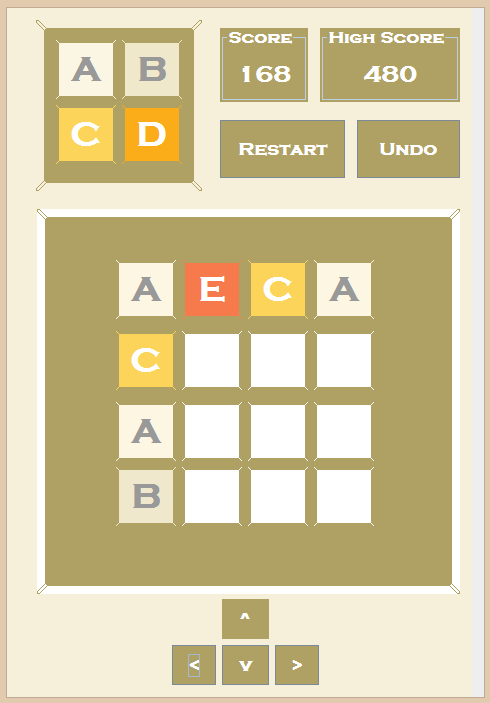 A B
C D
Score
168
High Score
480
Restart
Undo
A E C A
C
A
B
^
< v >